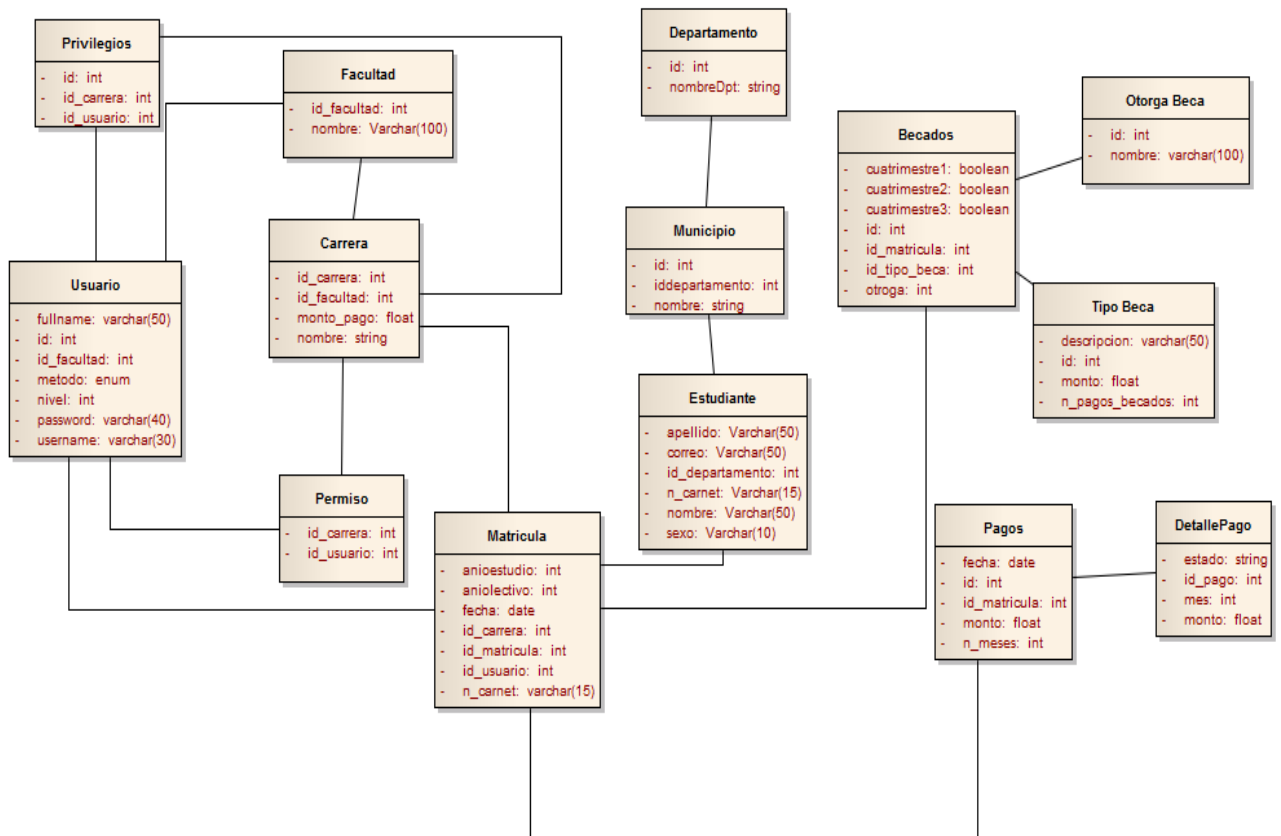 Privilegios
- id: int
- id_carrera: int
- id_usuario: int
Facultad
- id_facultad: int
- nombre: Varchar(100)
Departamento
- id: int
- nombreDpt: string
Otorga Beca
- id: int
- nombre: varchar(100)
Becados
- cuatrimestre1: boolean
- cuatrimestre2: boolean
- cuatrimestre3: boolean
- id: int
- id_matricula: int
- id_tipo_beca: int
- otroga: int
Carrera
- id_carrera: int
- id_facultad: int
- monto_pago: float
- nombre: string
Municipio
- id: int
- iddepartamento: int
- nombre: string
Usuario
- fullname: varchar(50)
- id: int
- id_facultad: int
- metodo: enum
- nivel: int
- password: varchar(40)
- username: varchar(30)
Tipo Beca
- descripcion: varchar(50)
- id: int
- monto: float
- n_pagos_becados: int
Estudiante
- apellido: Varchar(50)
- correo: Varchar(50)
- id_departamento: int
- n_carnet: Varchar(15)
- nombre: Varchar(50)
- sexo: Varchar(10)
Permiso
- id_carrera: int
- id_usuario: int
Matricula
- anioestudio: int
- aniolectivo: int
- fecha: date
- id_carrera: int
- id_matricula: int
- id_usuario: int
- n_carnet: varchar(15)
Pagos
- fecha: date
- id: int
- id_matricula: int
- monto: float
- n_meses: int
DetallePago
- estado: string
- id_pago: int
- mes: int
- monto: float